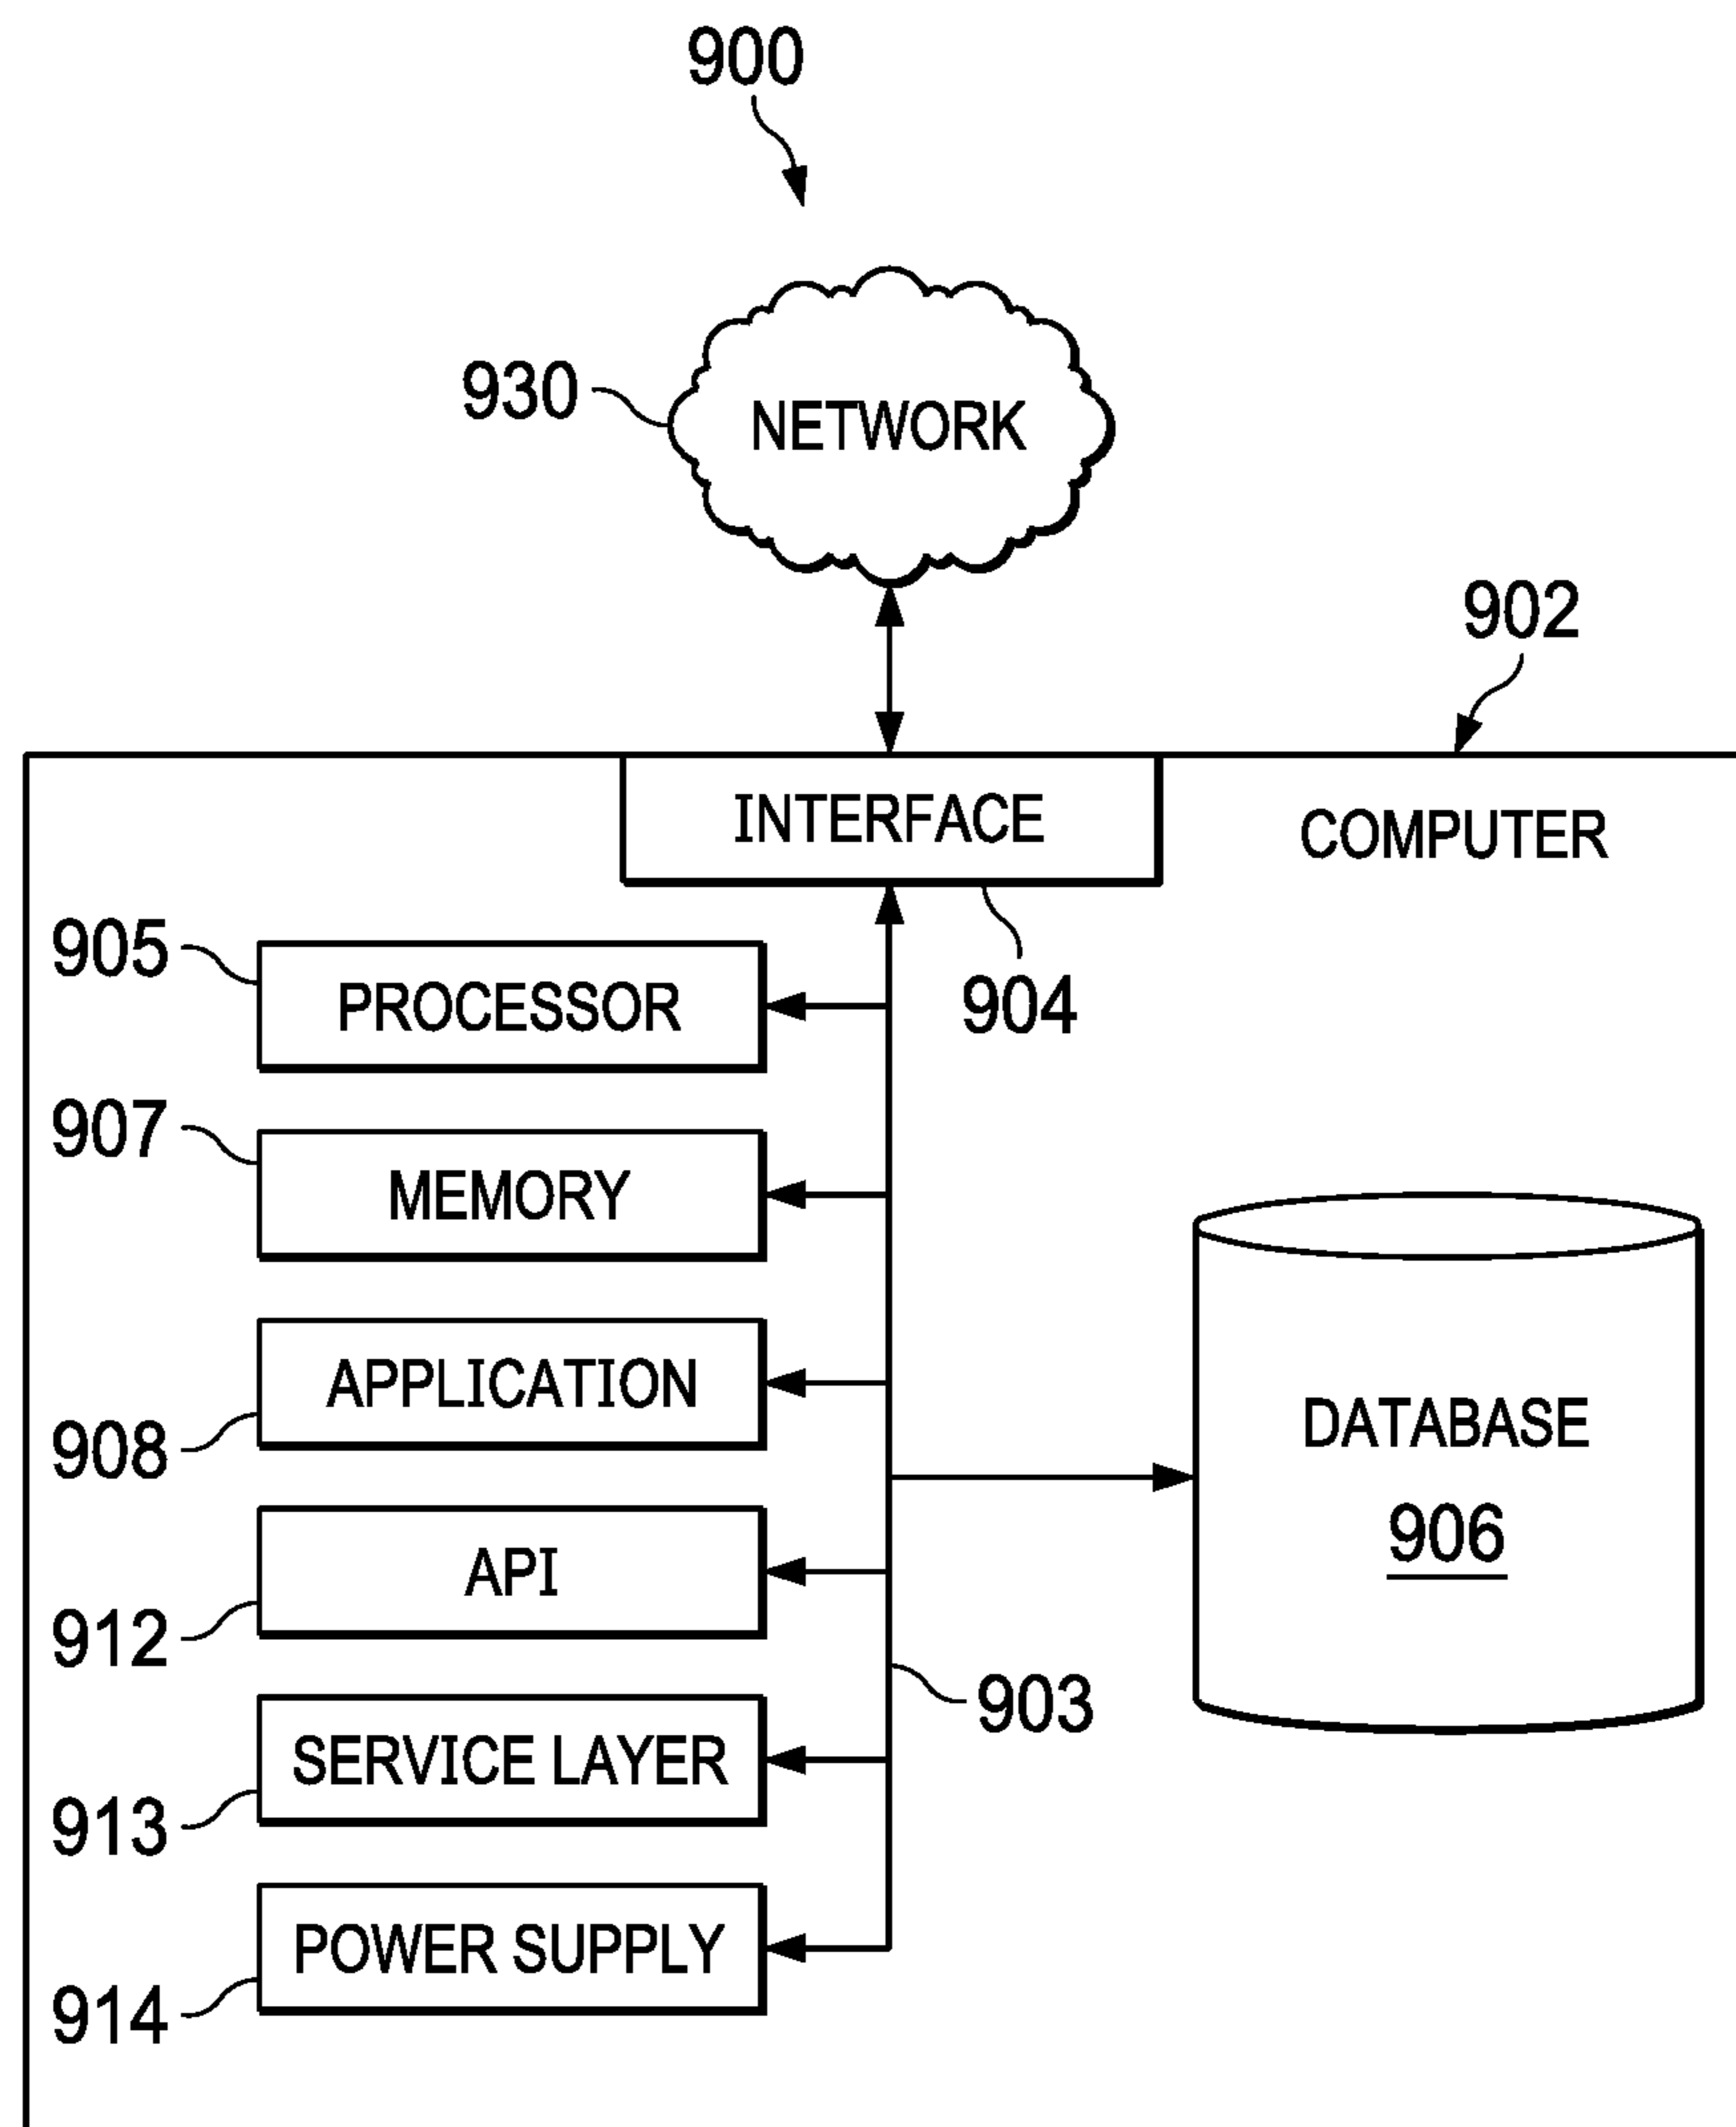 900
930
NETWORK
902
INTERFACE
COMPUTER
905
PROCESSOR
904
907
MEMORY
APPLICATION
908
DATABASE
906
API
912
903
SERVICE LAYER
913
POWER SUPPLY
914